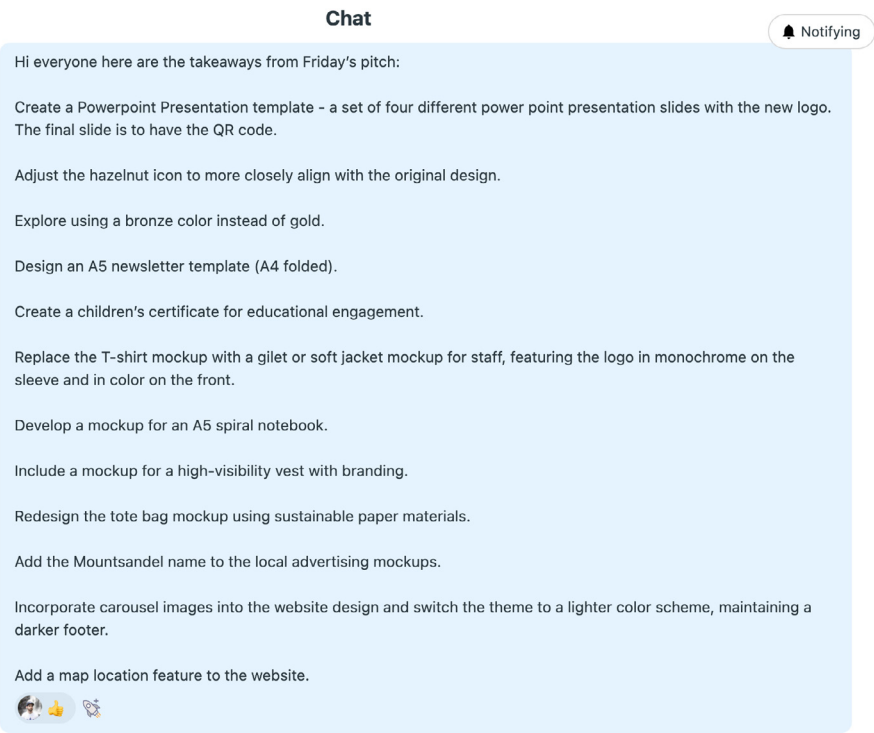 Chat
Notifying
Hi everyone here are the takeaways from Friday’s pitch:
Create a Powerpoint Presentation template - a set of four different power point presentation slides with the new logo.
The final slide is to have the QR code.
Adjust the hazelnut icon to more closely align with the original design.
Explore using a bronze color instead of gold.
Design an A5 newsletter template (A4 folded).
Create a children’s certificate for educational engagement.
Replace the T-shirt mockup with a gilet or soft jacket mockup for staff, featuring the logo in monochrome on the
sleeve and in color on the front.
Develop a mockup for an A5 spiral notebook.
Include a mockup for a high-visibility vest with branding.
Redesign the tote bag mockup using sustainable paper materials.
Add the Mountsandel name to the local advertising mockups.
Incorporate carousel images into the website design and switch the theme to a lighter color scheme, maintaining a
darker footer.
Add a map location feature to the website.